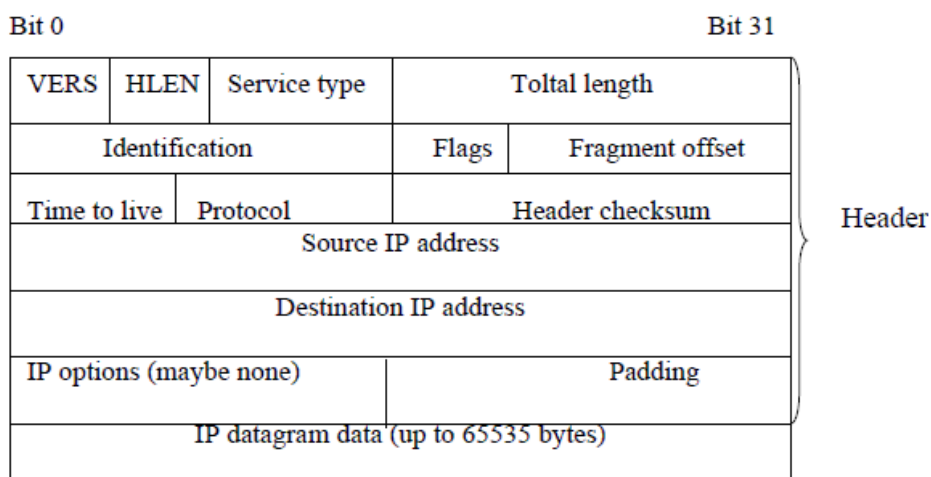 Bit 0 Bit 31
VERS HLEN Service type Toltal length
Identification Flags Fragment offset
Time to live Protocol Header checksum
Header
Source IP address
Destination IP address
IP options (maybe none) Padding
IP datagram data (up to 65535 bytes)